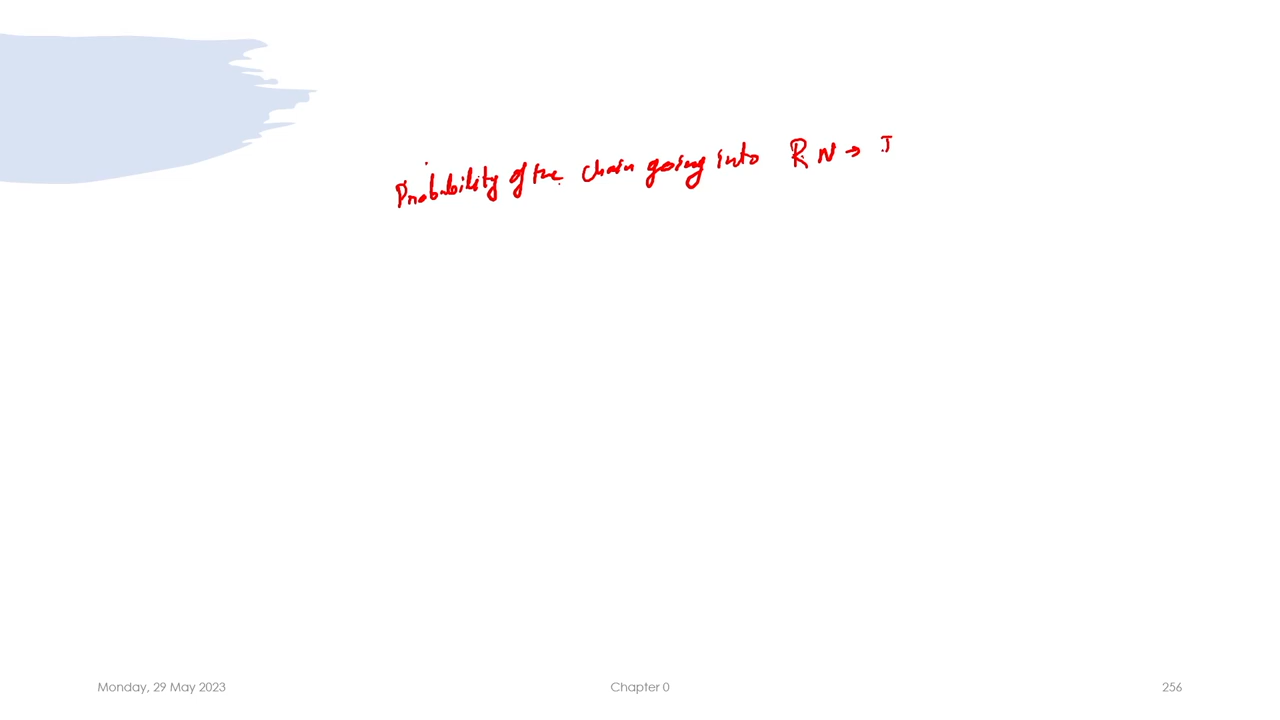 Probability of the chain going into R N → I
Monday, 29 May 2023
Chapter 0
256